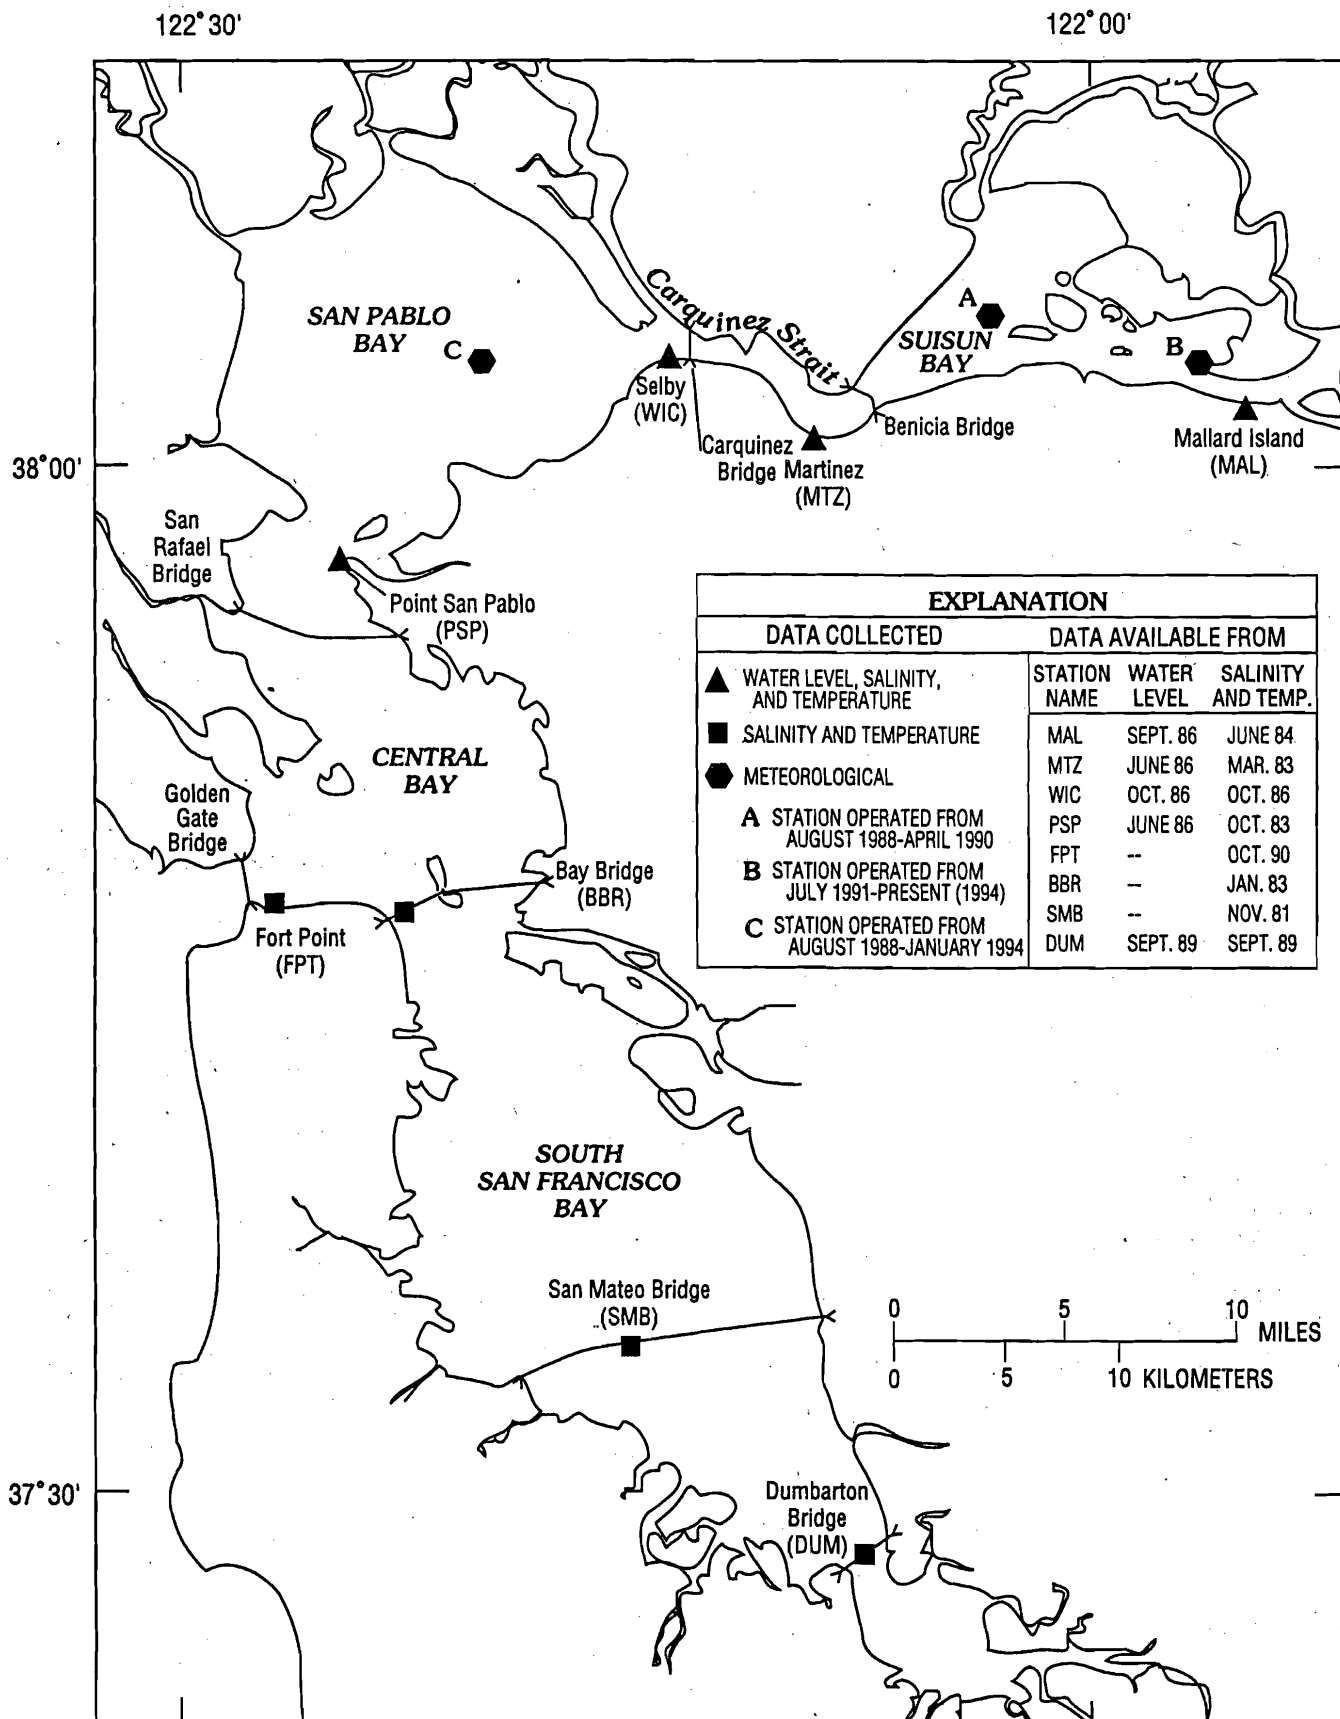 122°30'
122°00'
Carquinez Strait
SAN PABLO
BAY
C
A
SUISUN
BAY
B
Selby
(WIC)
Carquinez
Bridge
Benicia Bridge
Martinez
(MTZ)
Mallard Island
(MAL)
38°00'
San
Rafael
Bridge
Point San Pablo
(PSP)
CENTRAL
BAY
Golden
Gate
Bridge
Bay Bridge
(BBR)
Fort Point
(FPT)
EXPLANATION
DATA COLLECTED
WATER LEVEL, SALINITY,
AND TEMPERATURE
SALINITY AND TEMPERATURE
METEOROLOGICAL
A STATION OPERATED FROM
AUGUST 1988-APRIL 1990
B STATION OPERATED FROM
JULY 1991-PRESENT (1994)
C STATION OPERATED FROM
AUGUST 1988-JANUARY 1994
DATA AVAILABLE FROM
STATION WATER SALINITY
NAME LEVEL AND TEMP.
MAL SEPT. 86 JUNE 84
MTZ JUNE 86 MAR. 83
WIC OCT. 86 OCT. 86
PSP JUNE 86 OCT. 83
FPT -- OCT. 90
BBR -- JAN. 83
SMB -- NOV. 81
DUM SEPT. 89 SEPT. 89
SOUTH
SAN FRANCISCO
BAY
San Mateo Bridge
(SMB)
0 5 10 MILES
0 5 10 KILOMETERS
37°30'
Dumbarton
Bridge
(DUM)